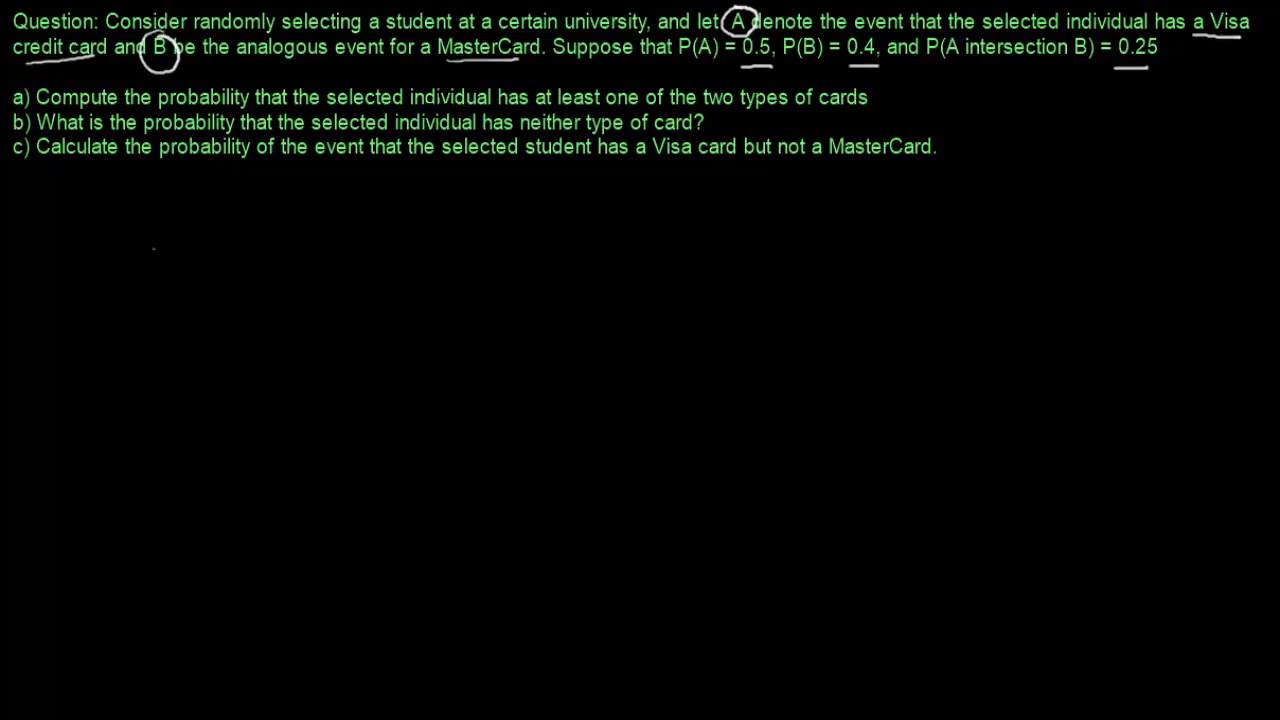 Question: Consider randomly selecting a student at a certain university, and let A denote the event that the selected individual has a Visa
credit card and B be the analogous event for a MasterCard. Suppose that P(A) = 0.5, P(B) = 0.4, and P(A intersection B) = 0.25
a) Compute the probability that the selected individual has at least one of the two types of cards
b) What is the probability that the selected individual has neither type of card?
c) Calculate the probability of the event that the selected student has a Visa card but not a MasterCard.